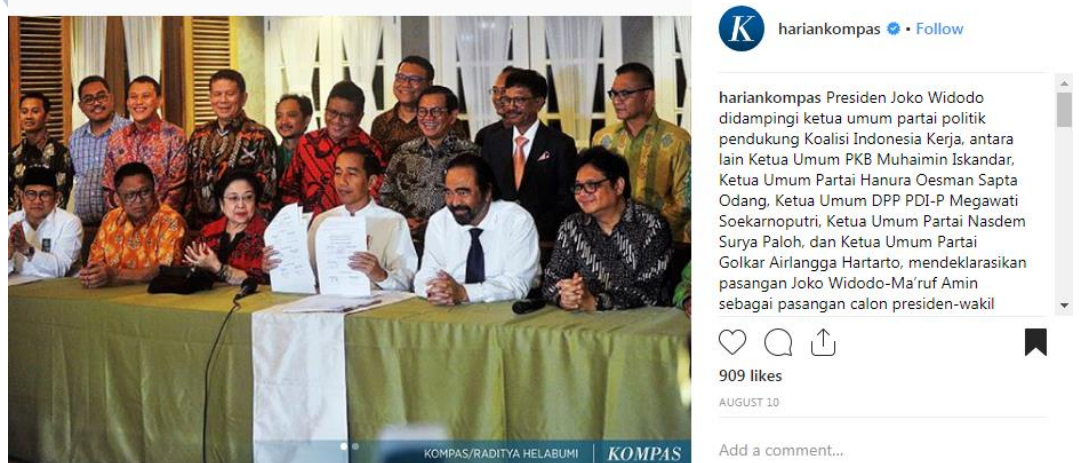 hariankompas • Follow
hariankompas Presiden Joko Widodo
didampingi ketua umum partai politik
pendukung Koalisi Indonesia Kerja, antara
lain Ketua Umum PKB Muhaimin Iskandar,
Ketua Umum Partai Hanura Oesman Sapta
Odang, Ketua Umum DPP PDI-P Megawati
Soekarnoputri, Ketua Umum Partai Nasdem
Surya Paloh, dan Ketua Umum Partai
Golkar Airlangga Hartarto, mendeklarasikan
pasangan Joko Widodo-Ma'ruf Amin
sebagai pasangan calon presiden-wakil
909 likes
AUGUST 10
Add a comment...
KOMPAS/RADITYA HELABUMI KOMPAS
K